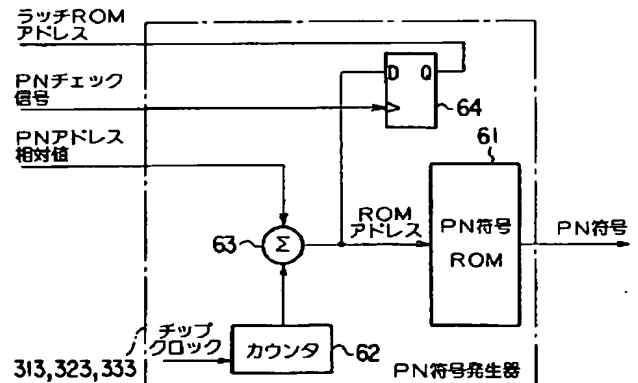 ラッチROM
アドレス
PNチェック
信号
PNアドレス
相対値
D Q
64
61
63
Σ
ROM
アドレス
PN符号
ROM
PN符号
チップ
クロック
カウンタ
62
313,323,333
PN符号発生器